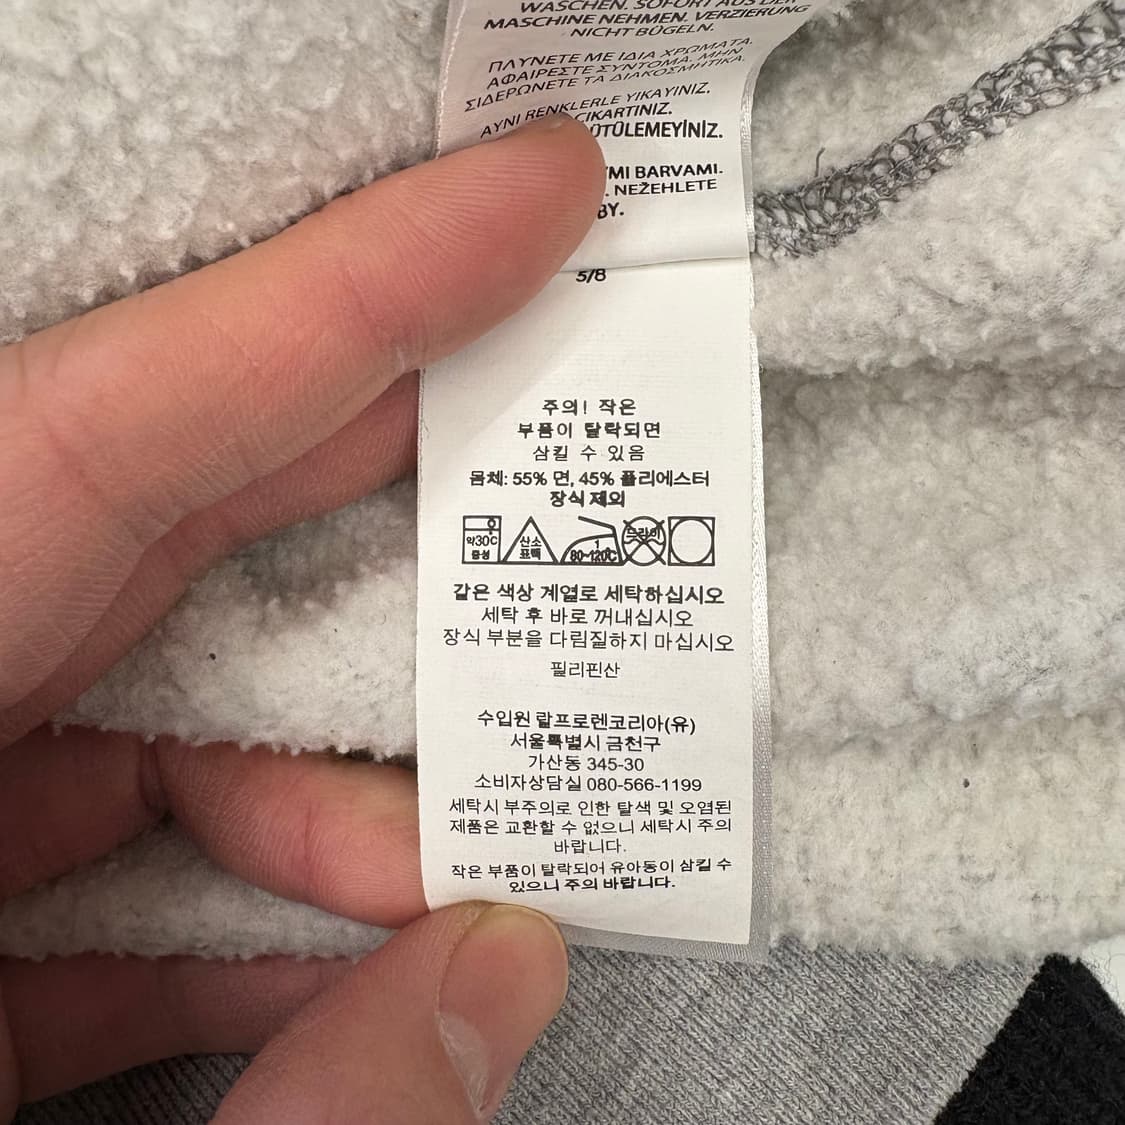 WASCHEN. SOFORT AUS DER
MASCHINE NEHMEN. VERZIERUNG
NICHT BÜGELN.
ΠΛΥΝΕΤΕ ΜΕ ΙΔΙΑ ΧΡΩΜΑΤΑ.
ΑΦΑΙΡΕΣΤΕ ΣΥΝΤΟΜΑ. ΜΗΝ
ΣΙΔΕΡΩΝΕΤΕ ΤΑ ΔΙΑΚΟΣΜΗΤΙΚΑ.
AYNI RENKLERLE YIKAYINIZ.
ÇIKARTINIZ.
ÜTÜLEMEYİNİZ.
BARVAMI.
NEŽEHLETE
5/8
주의! 작은
부품이 탈락되면
삼킬 수 있음
몸체: 55% 면, 45% 폴리에스터
장식 제외
약30℃ 중성
산소 표백
1 80~120℃
드라이
같은 색상 계열로 세탁하십시오
세탁 후 바로 꺼내십시오
장식 부분을 다림질하지 마십시오
필리핀산
수입원 랄프로렌코리아(유)
서울특별시 금천구
가산동 345-30
소비자상담실 080-566-1199
세탁시 부주의로 인한 탈색 및 오염된
제품은 교환할 수 없으니 세탁시 주의
바랍니다.
작은 부품이 탈락되어 유아동이 삼킬 수
있으니 주의 바랍니다.